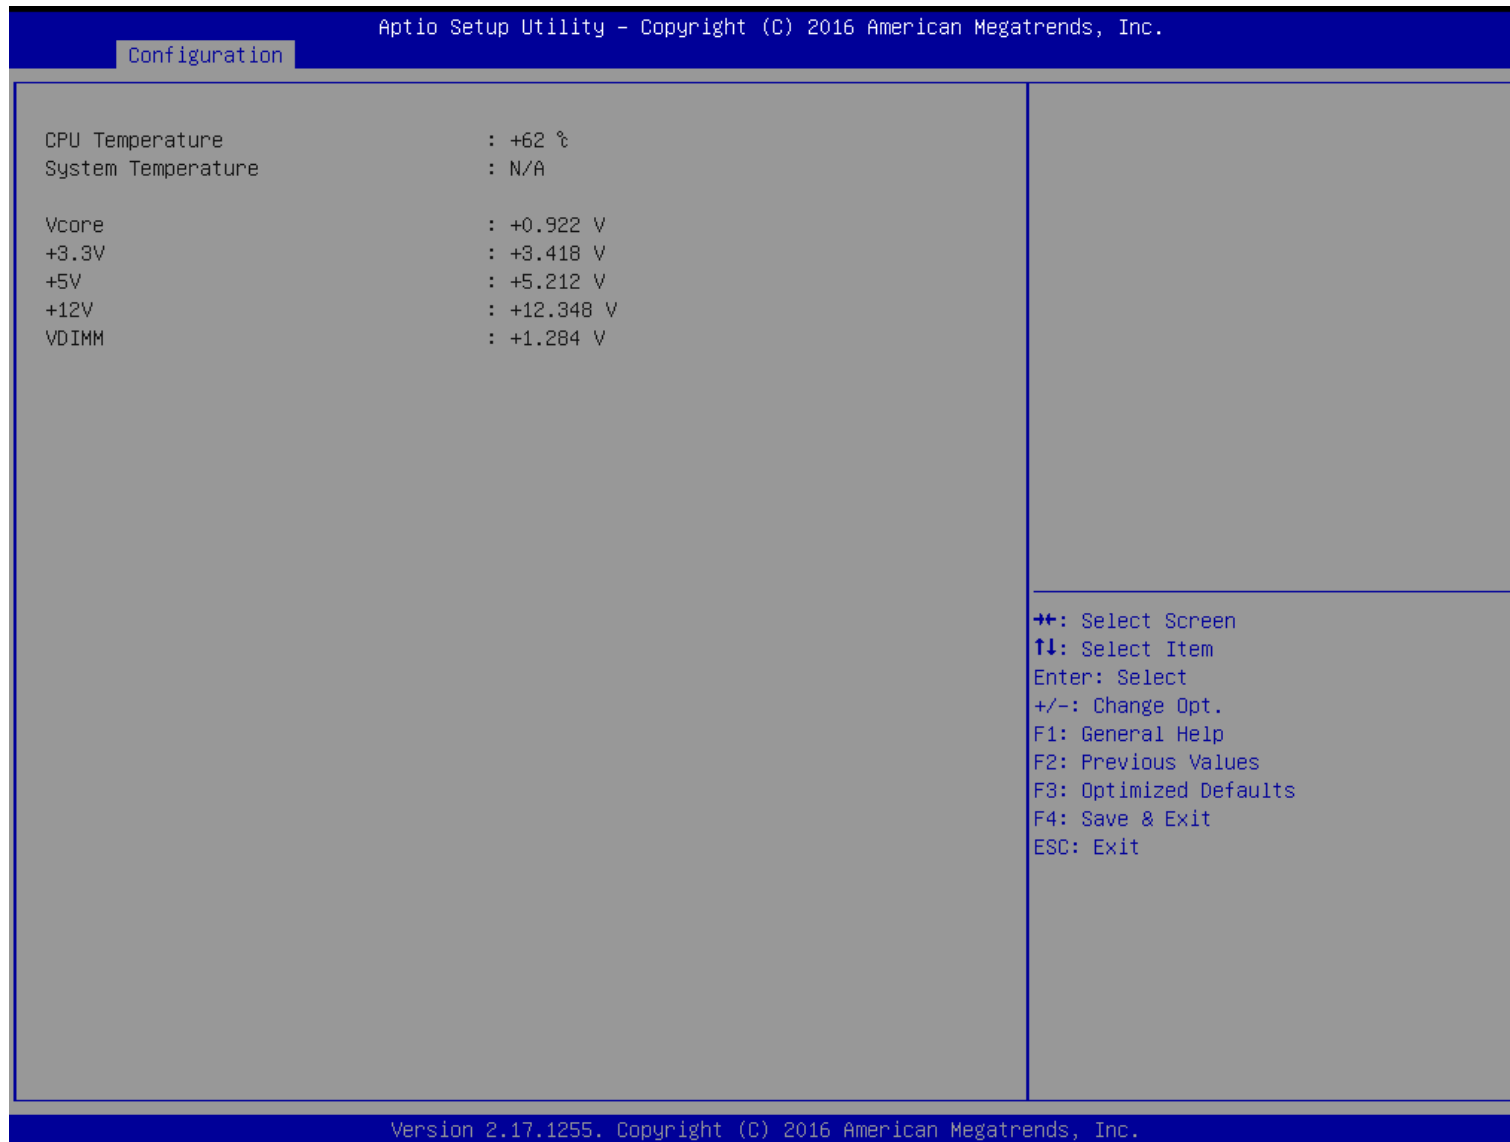 Aptio Setup Utility – Copyright (C) 2016 American Megatrends, Inc.
Configuration
CPU Temperature : +62 ℃
System Temperature : N/A
Vcore : +0.922 V
+3.3V : +3.418 V
+5V : +5.212 V
+12V : +12.348 V
VDIMM : +1.284 V
→←: Select Screen
↑↓: Select Item
Enter: Select
+/-: Change Opt.
F1: General Help
F2: Previous Values
F3: Optimized Defaults
F4: Save & Exit
ESC: Exit
Version 2.17.1255. Copyright (C) 2016 American Megatrends, Inc.